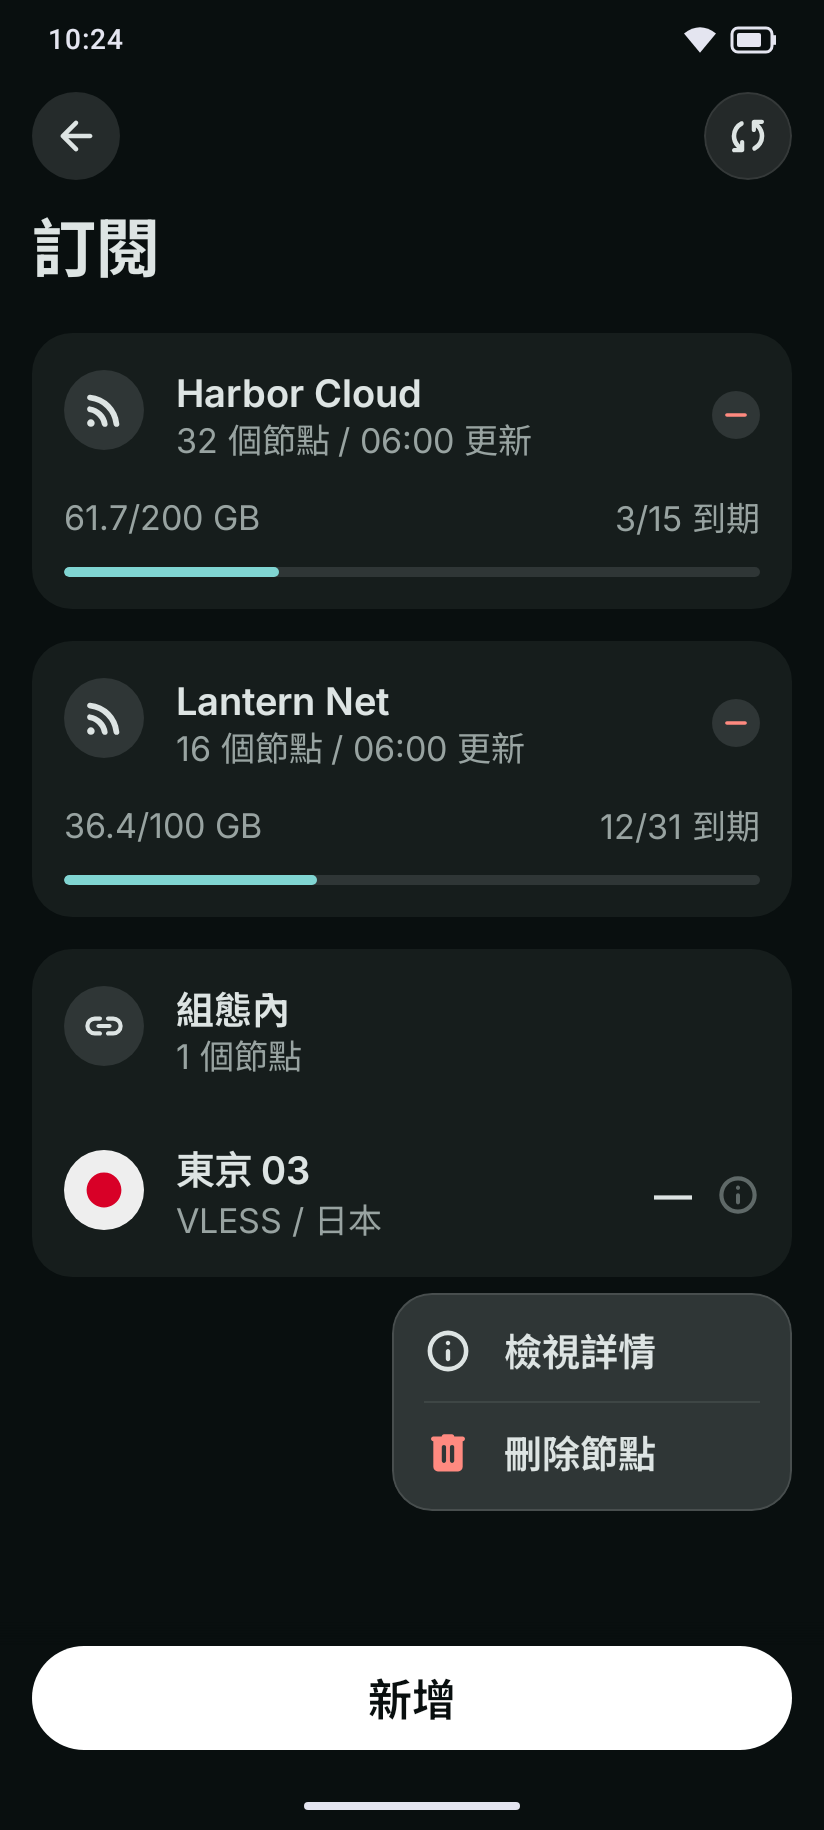 10:24
訂閱
Harbor Cloud
32 個節點 / 06:00 更新
61.7/200 GB
3/15 到期
Lantern Net
16 個節點 / 06:00 更新
36.4/100 GB
12/31 到期
組態內
1 個節點
東京 03
VLESS / 日本
—
檢視詳情
刪除節點
新增